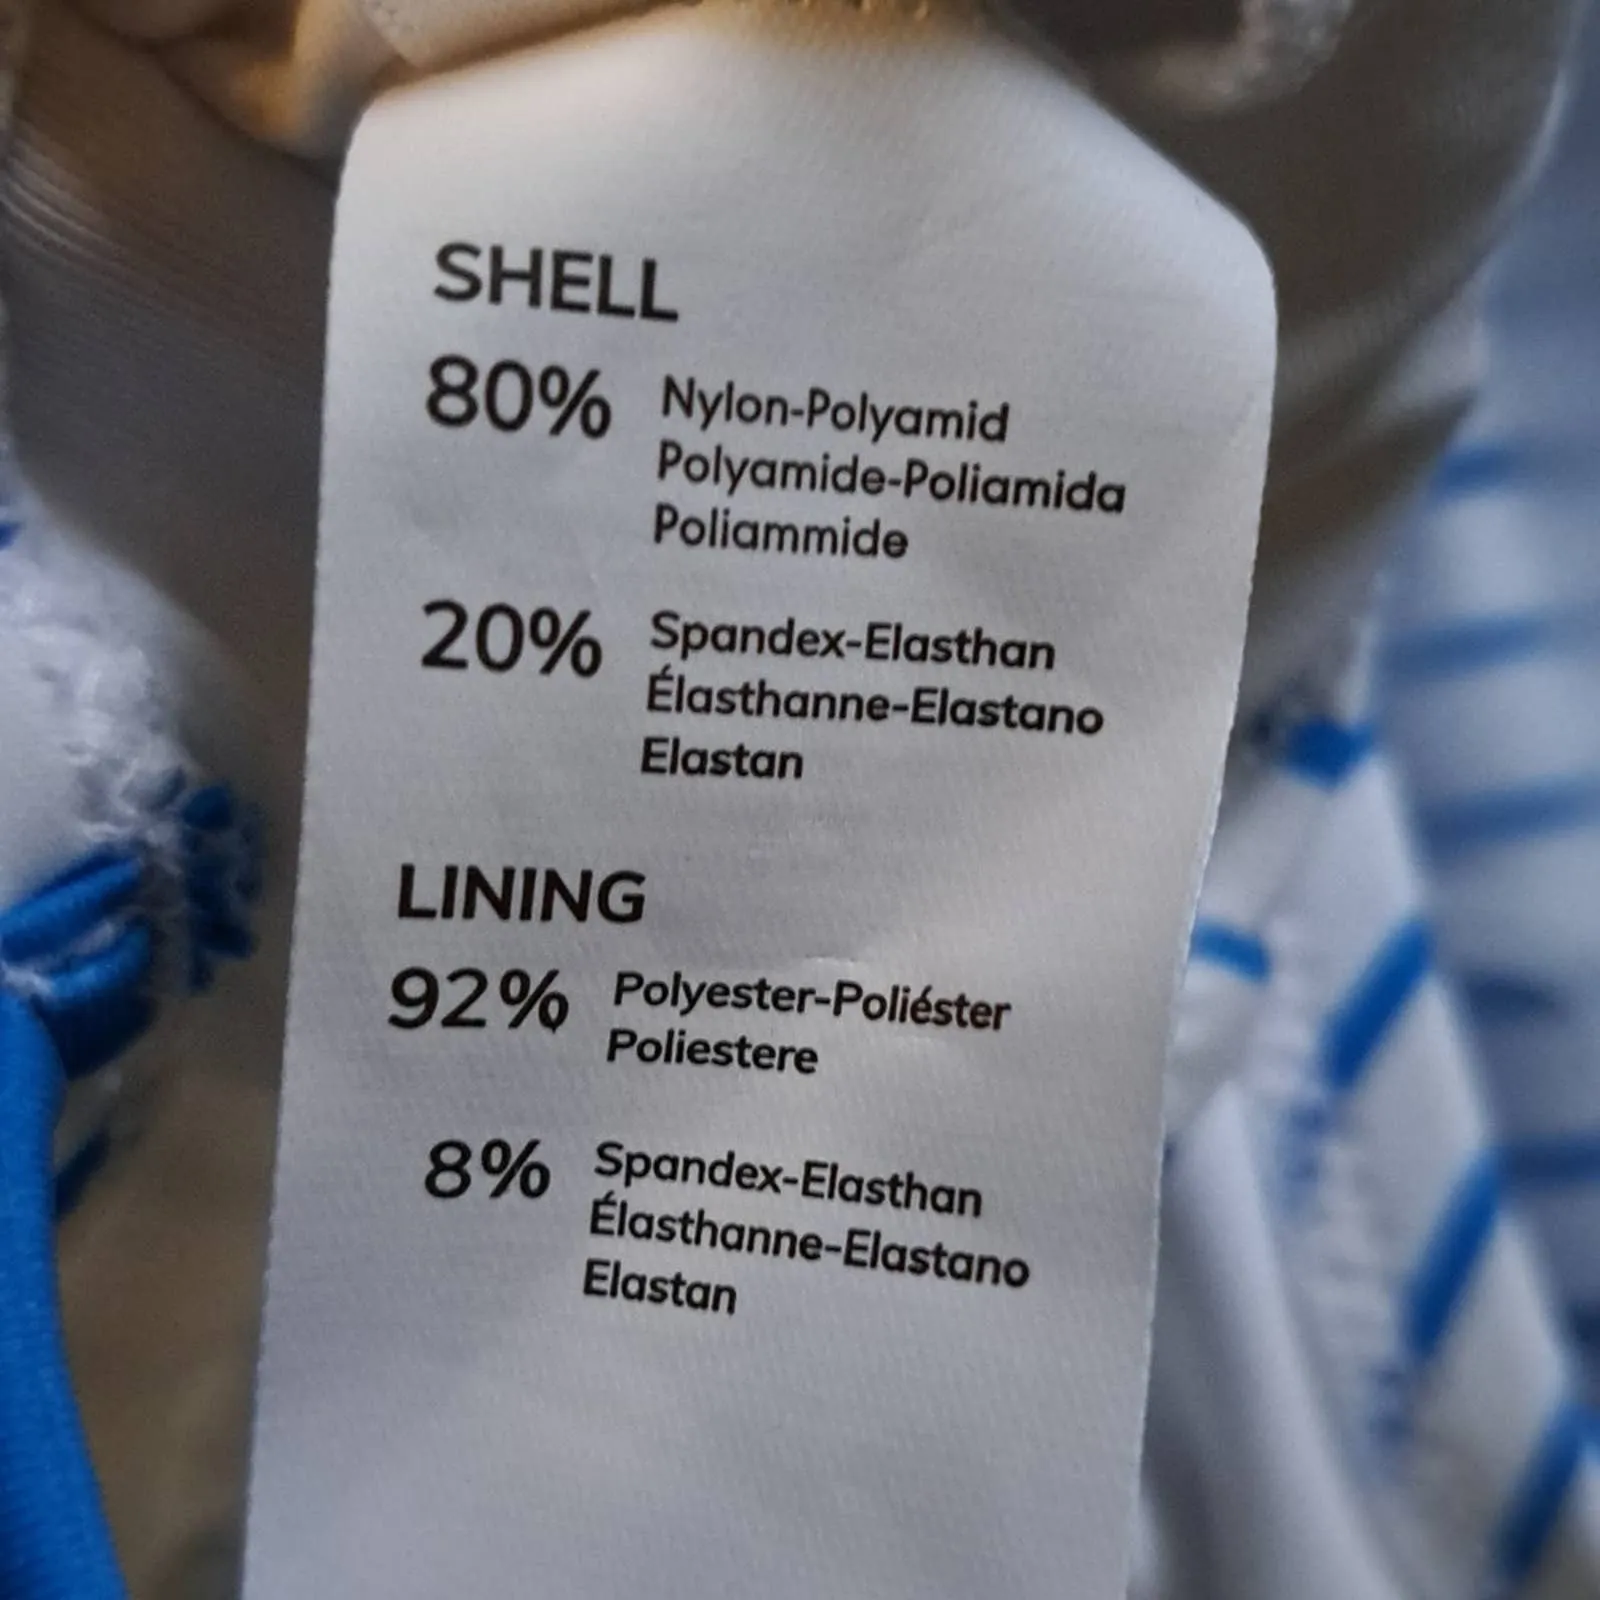 SHELL
80% Nylon-Polyamid
Polyamide-Poliamida
Poliammide
20% Spandex-Elasthan
Élasthanne-Elastano
Elastan
LINING
92% Polyester-Poliéster
Poliestere
8% Spandex-Elasthan
Élasthanne-Elastano
Elastan